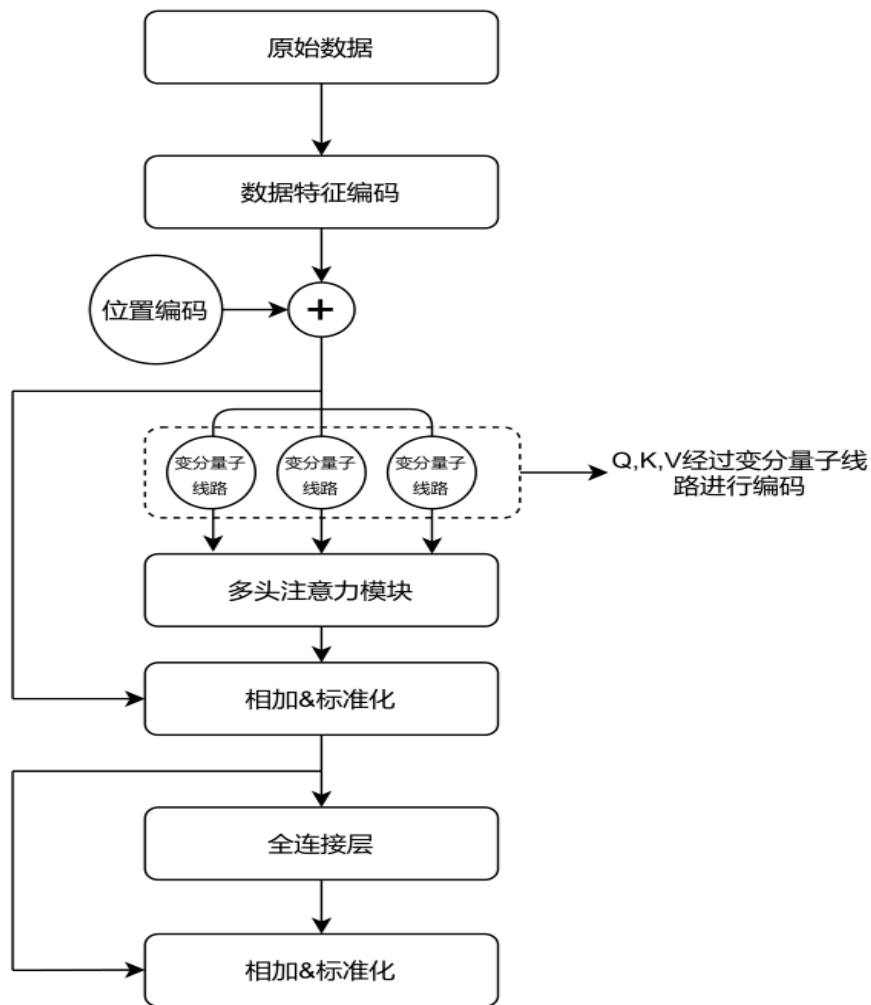 原始数据
数据特征编码
位置编码
+
变分量子
线路
变分量子
线路
变分量子
线路
Q,K,V经过变分量子线
路进行编码
多头注意力模块
相加&标准化
全连接层
相加&标准化